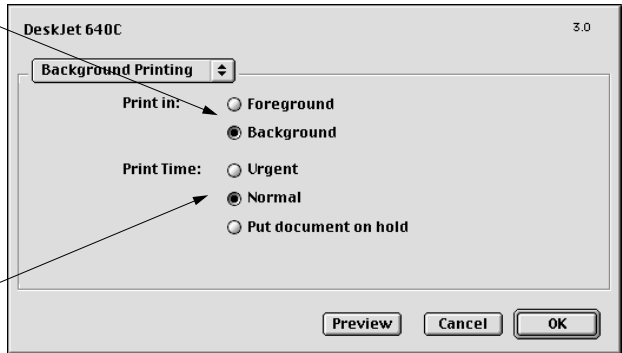 DeskJet 640C 3.0
Background Printing
Print in: Foreground
Background
Print Time: Urgent
Normal
Put document on hold
Preview Cancel OK